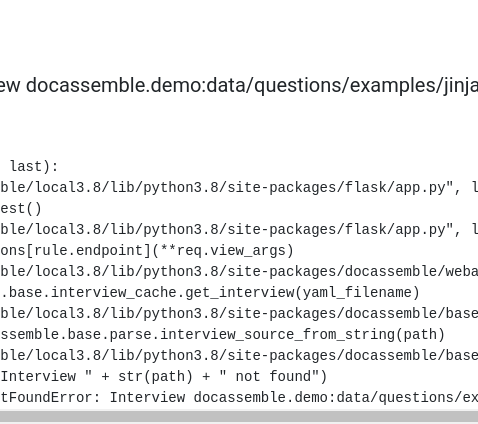 ew docassemble.demo:data/questions/examples/jinja
last):
ble/local3.8/lib/python3.8/site-packages/flask/app.py", l
est()
ble/local3.8/lib/python3.8/site-packages/flask/app.py", l
ons[rule.endpoint](**req.view_args)
ble/local3.8/lib/python3.8/site-packages/docassemble/weba
.base.interview_cache.get_interview(yaml_filename)
ble/local3.8/lib/python3.8/site-packages/docassemble/base
ssemble.base.parse.interview_source_from_string(path)
ble/local3.8/lib/python3.8/site-packages/docassemble/base
Interview " + str(path) + " not found")
tFoundError: Interview docassemble.demo:data/questions/ex